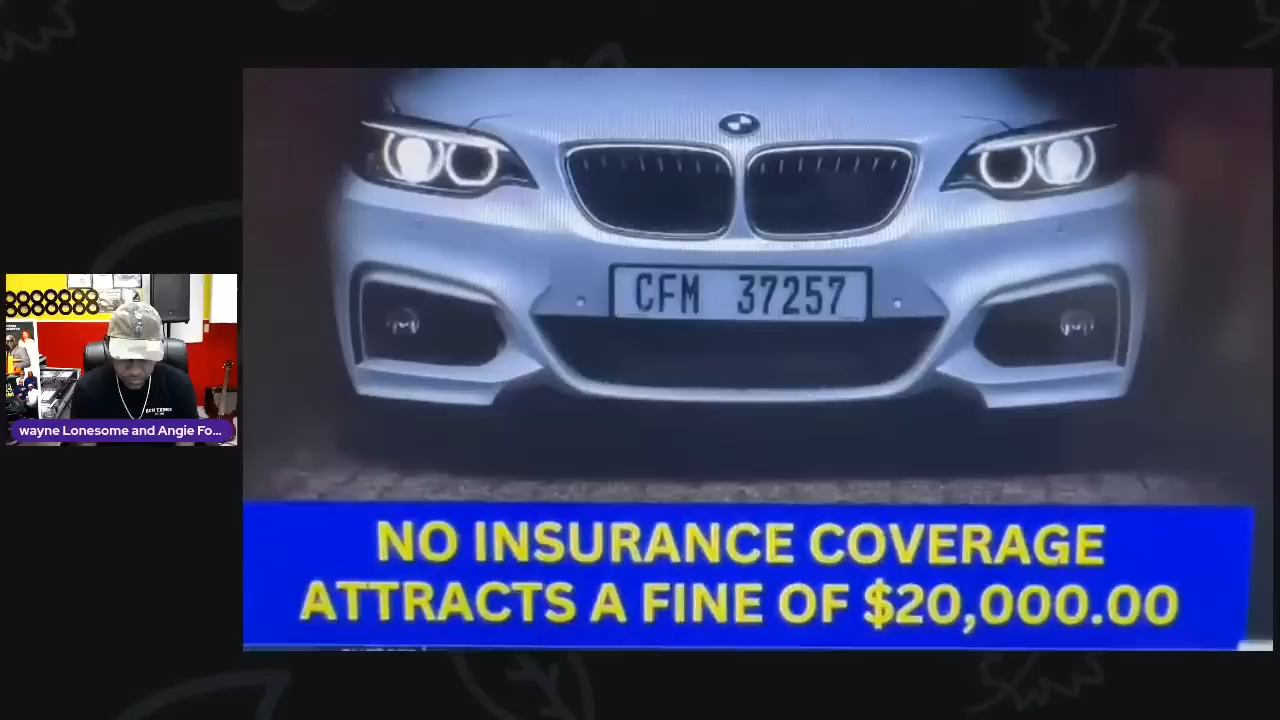 CFM 37257
wayne Lonesome and Angie Fo...
NO INSURANCE COVERAGE
ATTRACTS A FINE OF $20,000.00